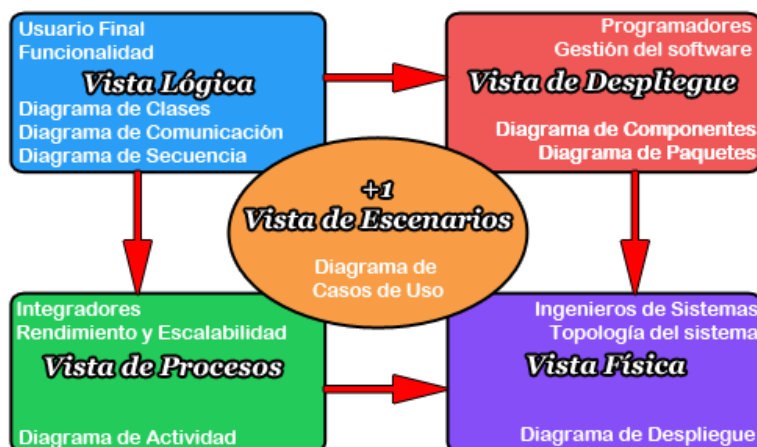 Usuario Final
Funcionalidad
Vista Lógica
Diagrama de Clases
Diagrama de Comunicación
Diagrama de Secuencia
Programadores
Gestión del software
Vista de Despliegue
Diagrama de Componentes
Diagrama de Paquetes
+1
Vista de Escenarios
Diagrama de
Casos de Uso
Integradores
Rendimiento y Escalabilidad
Vista de Procesos
Diagrama de Actividad
Ingenieros de Sistemas
Topología del sistema
Vista Física
Diagrama de Despliegue